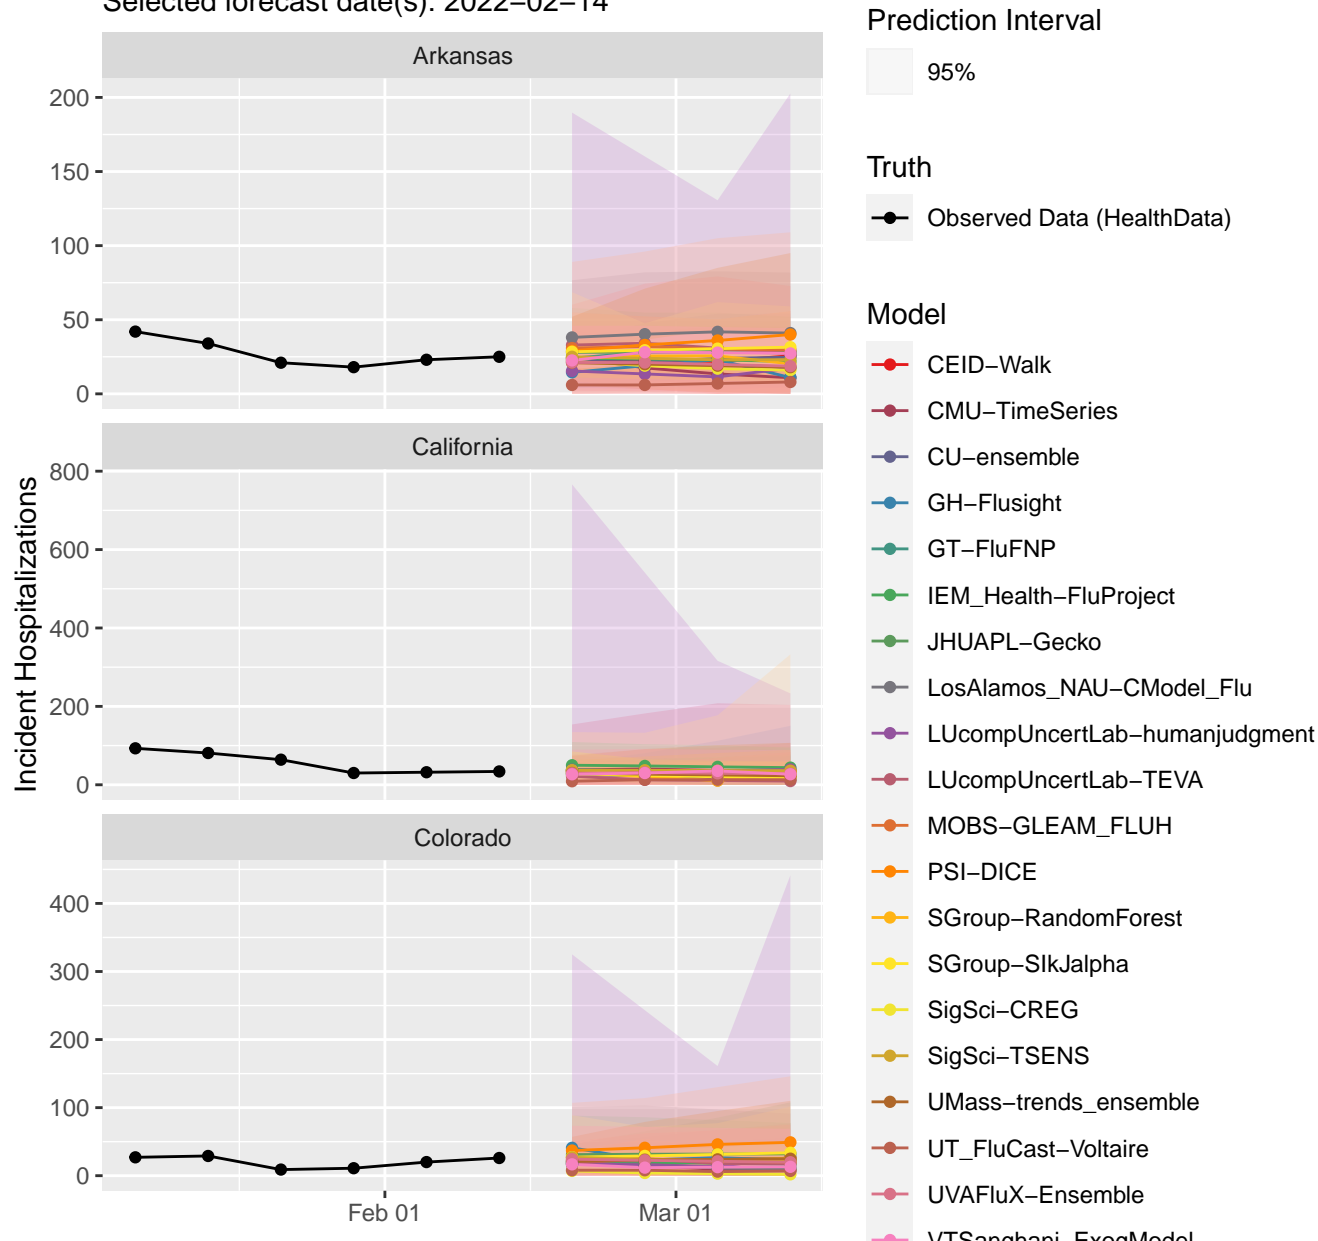 Selected forecast date(s): 2022−02−14
Arkansas
200
150
100
50
0
California
800
600
400
200
0
Colorado
400
300
200
100
0
Feb 01
Mar 01
Incident Hospitalizations
Prediction Interval
95%
Truth
Observed Data (HealthData)
Model
CEID−Walk
CMU−TimeSeries
CU−ensemble
GH−Flusight
GT−FluFNP
IEM_Health−FluProject
JHUAPL−Gecko
LosAlamos_NAU−CModel_Flu
LUcompUncertLab−humanjudgment
LUcompUncertLab−TEVA
MOBS−GLEAM_FLUH
PSI−DICE
SGroup−RandomForest
SGroup−SIkJalpha
SigSci−CREG
SigSci−TSENS
UMass−trends_ensemble
UT_FluCast−Voltaire
UVAFluX−Ensemble
VTSanghani−ExogModel